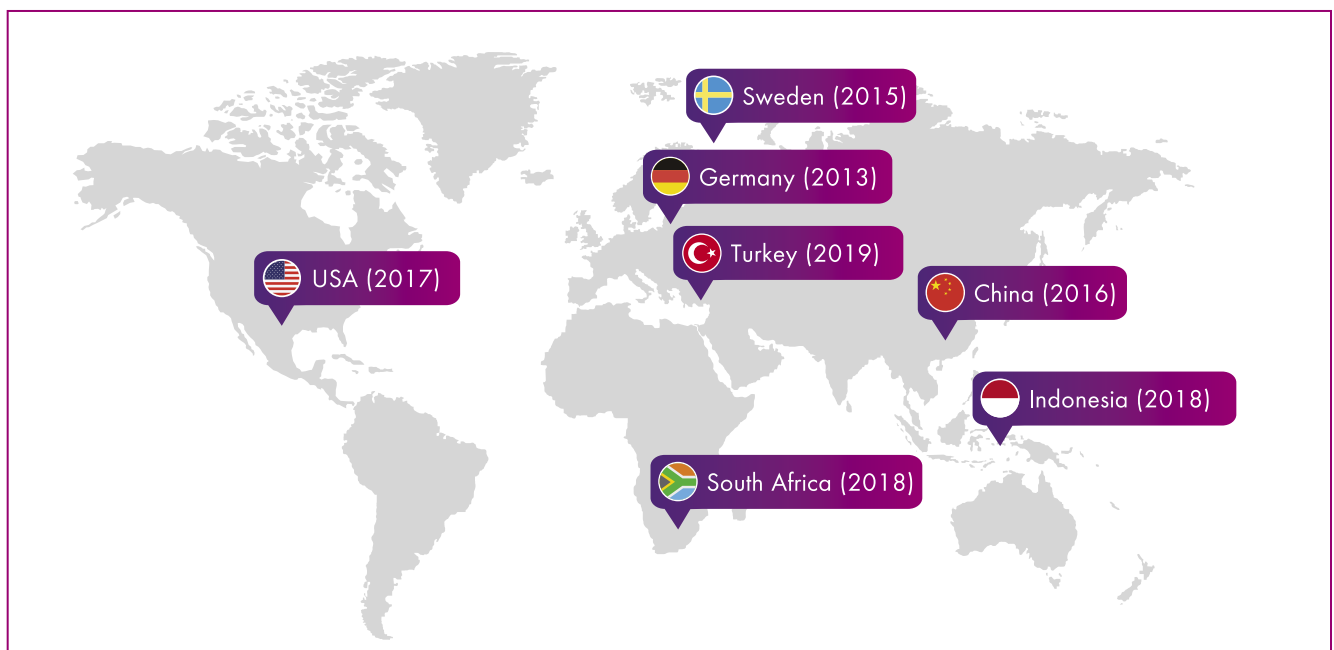 Sweden (2015)
Germany (2013)
Turkey (2019)
USA (2017)
China (2016)
Indonesia (2018)
South Africa (2018)